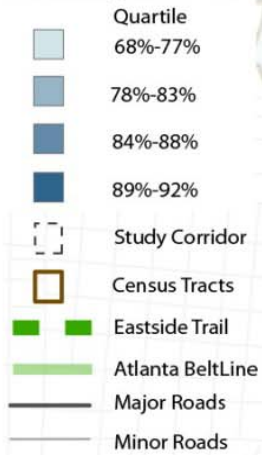 Quartile
68%-77%
78%-83%
84%-88%
89%-92%
Study Corridor
Census Tracts
Eastside Trail
Atlanta BeltLine
Major Roads
Minor Roads